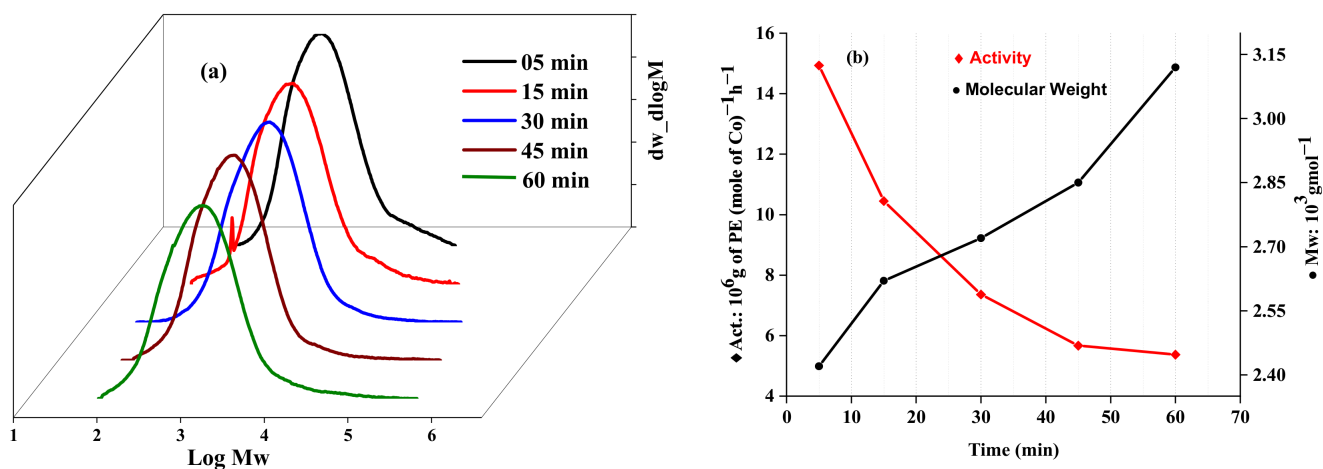 (a)
05 min
15 min
30 min
45 min
60 min
dw_dlogM
1 2 3 4 5 6
Log Mw
(b)
Activity
Molecular Weight
16
14
12
10
8
6
4
◆Act.: 10⁶g of PE (mole of Co)⁻¹h⁻¹
3.15
3.00
2.85
2.70
2.55
2.40
● Mw: 10³gmol⁻¹
0 10 20 30 40 50 60 70
Time (min)